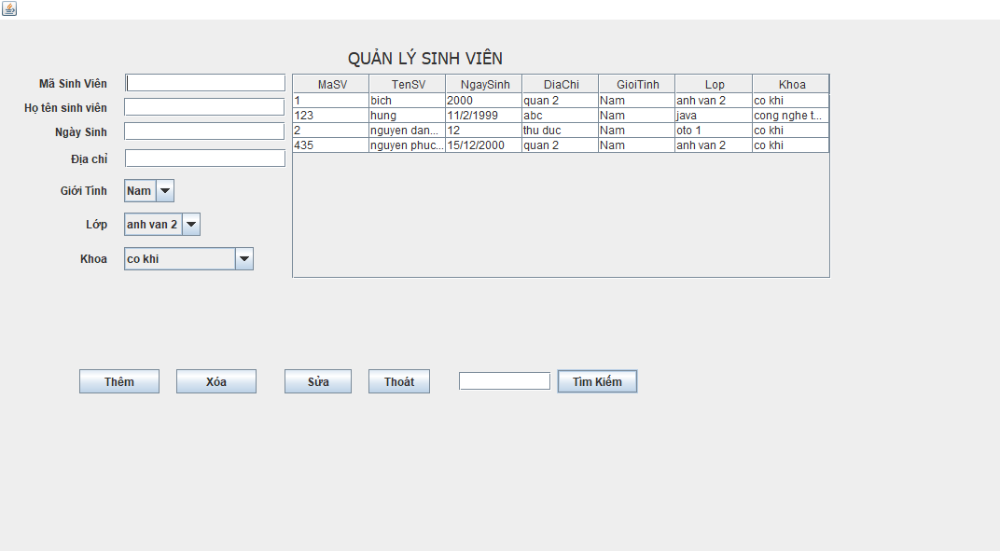 QUẢN LÝ SINH VIÊN
Mã Sinh Viên
Họ tên sinh viên
Ngày Sinh
Địa chỉ
Giới Tính Nam
Lớp anh van 2
Khoa co khi
MaSV TenSV NgaySinh DiaChi GioiTinh Lop Khoa
1 bich 2000 quan 2 Nam anh van 2 co khi
123 hung 11/2/1999 abc Nam java cong nghe t...
2 nguyen dan... 12 thu duc Nam oto 1 co khi
435 nguyen phuc... 15/12/2000 quan 2 Nam anh van 2 co khi
Thêm Xóa Sửa Thoát Tìm Kiếm